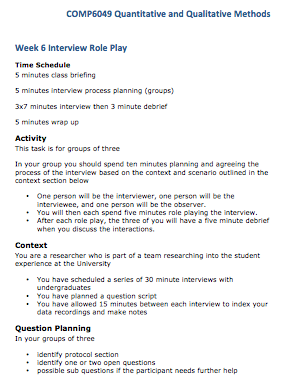 COMP6049 Quantitative and Qualitative Methods
Week 6 Interview Role Play
Time Schedule
5 minutes class briefing
5 minutes interview process planning (groups)
3x7 minutes interview then 3 minute debrief
5 minutes wrap up
Activity
This task is for groups of three
In your group you should spend ten minutes planning and agreeing the
process of the interview based on the context and scenario outlined in the
context section below
• One person will be the interviewer, one person will be the
interviewee, and one person will be the observer.
• You will then each spend five minutes role playing the interview.
• After each role play, the three of you will have a five minute debrief
when you discuss the interactions.
Context
You are a researcher who is part of a team researching into the student
experience at the University
• You have scheduled a series of 30 minute interviews with
undergraduates
• You have planned a question script
• You have allowed 15 minutes between each interview to index your
data recordings and make notes
Question Planning
In your groups of three
• identify protocol section
• identify one or two open questions
• possible sub questions if the participant needs further help